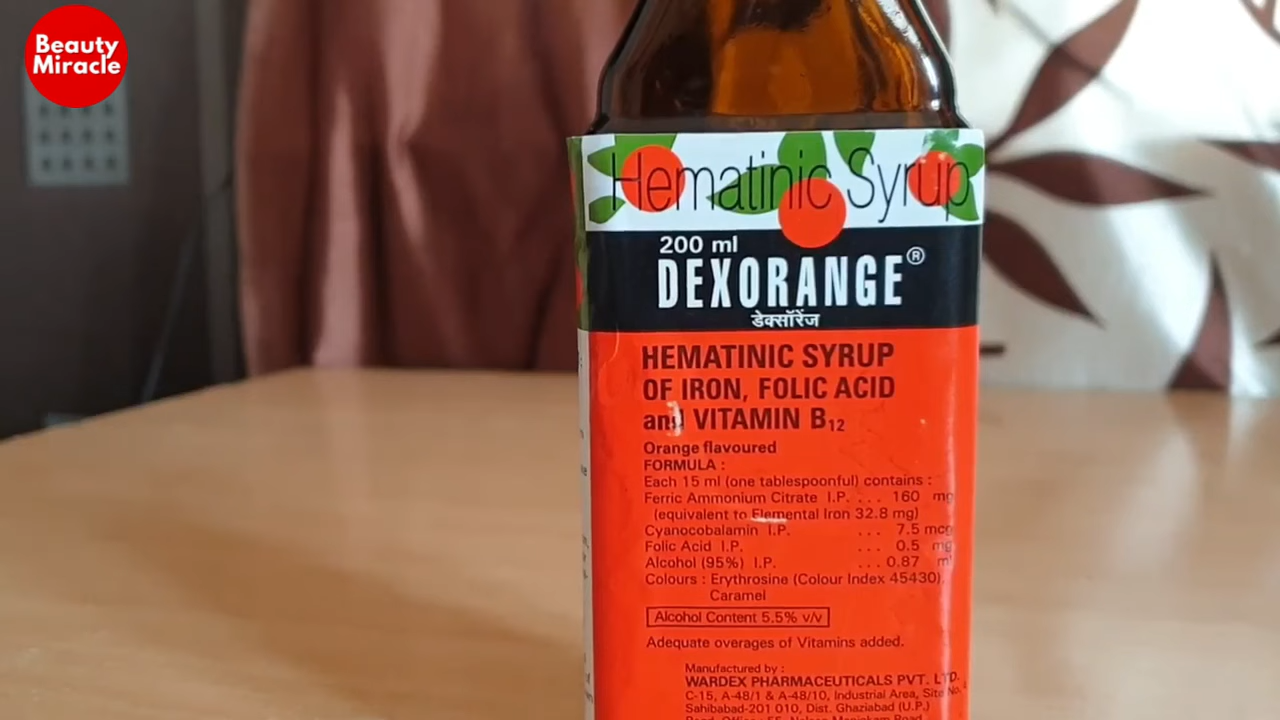 Beauty
Miracle
Hematinic Syrup
200 ml
DEXORANGE®
डेक्सॉरेंज
HEMATINIC SYRUP
OF IRON, FOLIC ACID
and VITAMIN B12
Orange flavoured
FORMULA :
Each 15 ml (one tablespoonful) contains :
Ferric Ammonium Citrate I.P. ... 160 mg
(equivalent to Elemental Iron 32.8 mg)
Cyanocobalamin I.P. ... 7.5 mcg
Folic Acid I.P. ... 0.5 mg
Alcohol (95%) I.P. ... 0.87 ml
Colours : Erythrosine (Colour Index 45430),
Caramel
Alcohol Content 5.5% v/v
Adequate overages of Vitamins added.
Manufactured by :
WARDEX PHARMACEUTICALS PVT. LTD.
C-15, A-48/1 & A-48/10, Industrial Area, Site No.
Sahibabad-201 010, Dist. Ghaziabad (U.P.)